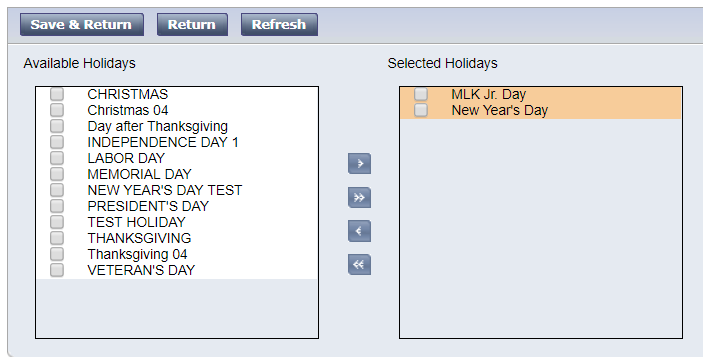 Save & Return Return Refresh
Available Holidays
CHRISTMAS
Christmas 04
Day after Thanksgiving
INDEPENDENCE DAY 1
LABOR DAY
MEMORIAL DAY
NEW YEAR'S DAY TEST
PRESIDENT'S DAY
TEST HOLIDAY
THANKSGIVING
Thanksgiving 04
VETERAN'S DAY
Selected Holidays
MLK Jr. Day
New Year's Day